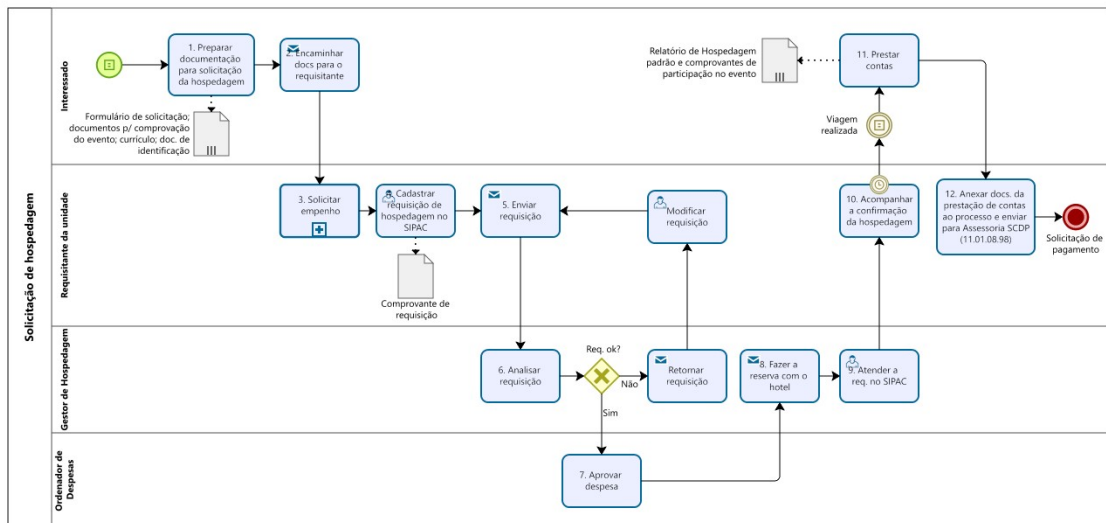 Solicitação de hospedagem
Interessado
1. Preparar
documentação
para solicitação
da hospedagem
2. Encaminhar
docs para o
requisitante
Formulário de solicitação;
documentos p/ comprovação
do evento; currículo; doc. de
identificação
Relatório de Hospedagem
padrão e comprovantes de
participação no evento
11. Prestar
contas
Viagem
realizada
Requisitante da unidade
3. Solicitar
empenho
4. Cadastrar
requisição de
hospedagem no
SIPAC
5. Enviar
requisição
Modificar
requisição
10. Acompanhar
a confirmação
da hospedagem
12. Anexar docs. da
prestação de contas
ao processo e enviar
para Assessoria SCDP
(11.01.08.98)
Solicitação de
pagamento
Comprovante de
requisição
Gestor de Hospedagem
6. Analisar
requisição
Req. ok?
Não
Sim
Retornar
requisição
8. Fazer a
reserva com o
hotel
9. Atender a
req. no SIPAC
Ordenador de
Despesas
7. Aprovar
despesa